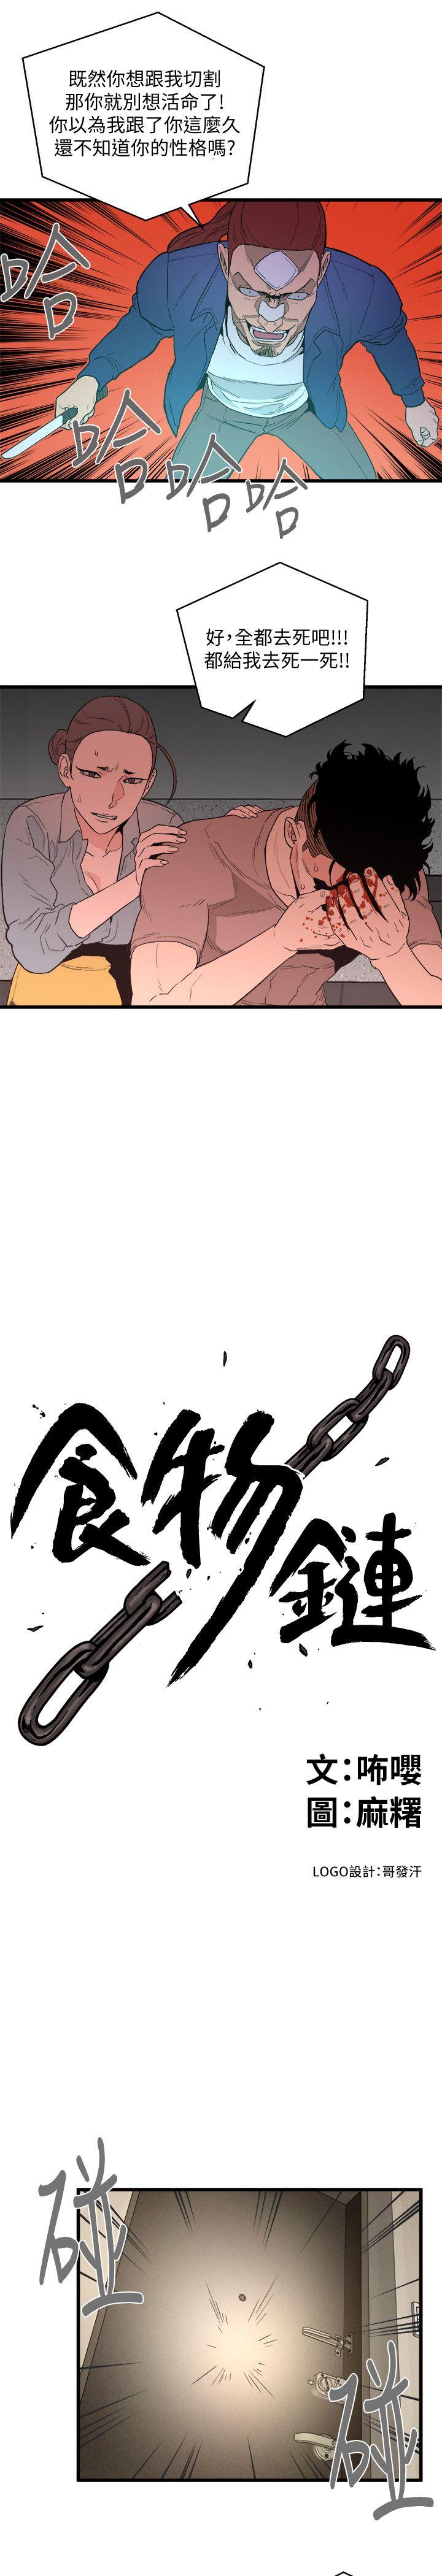 既然你想跟我切割
那你就別想活命了!
你以為我跟了你這麼久
還不知道你的性格嗎?
哈
哈
哈
哈
好,全都去死吧!!!
都給我去死一死!!
食物鏈
文:咘嚶
圖:麻糬
LOGO設計:哥發汗
碰
碰